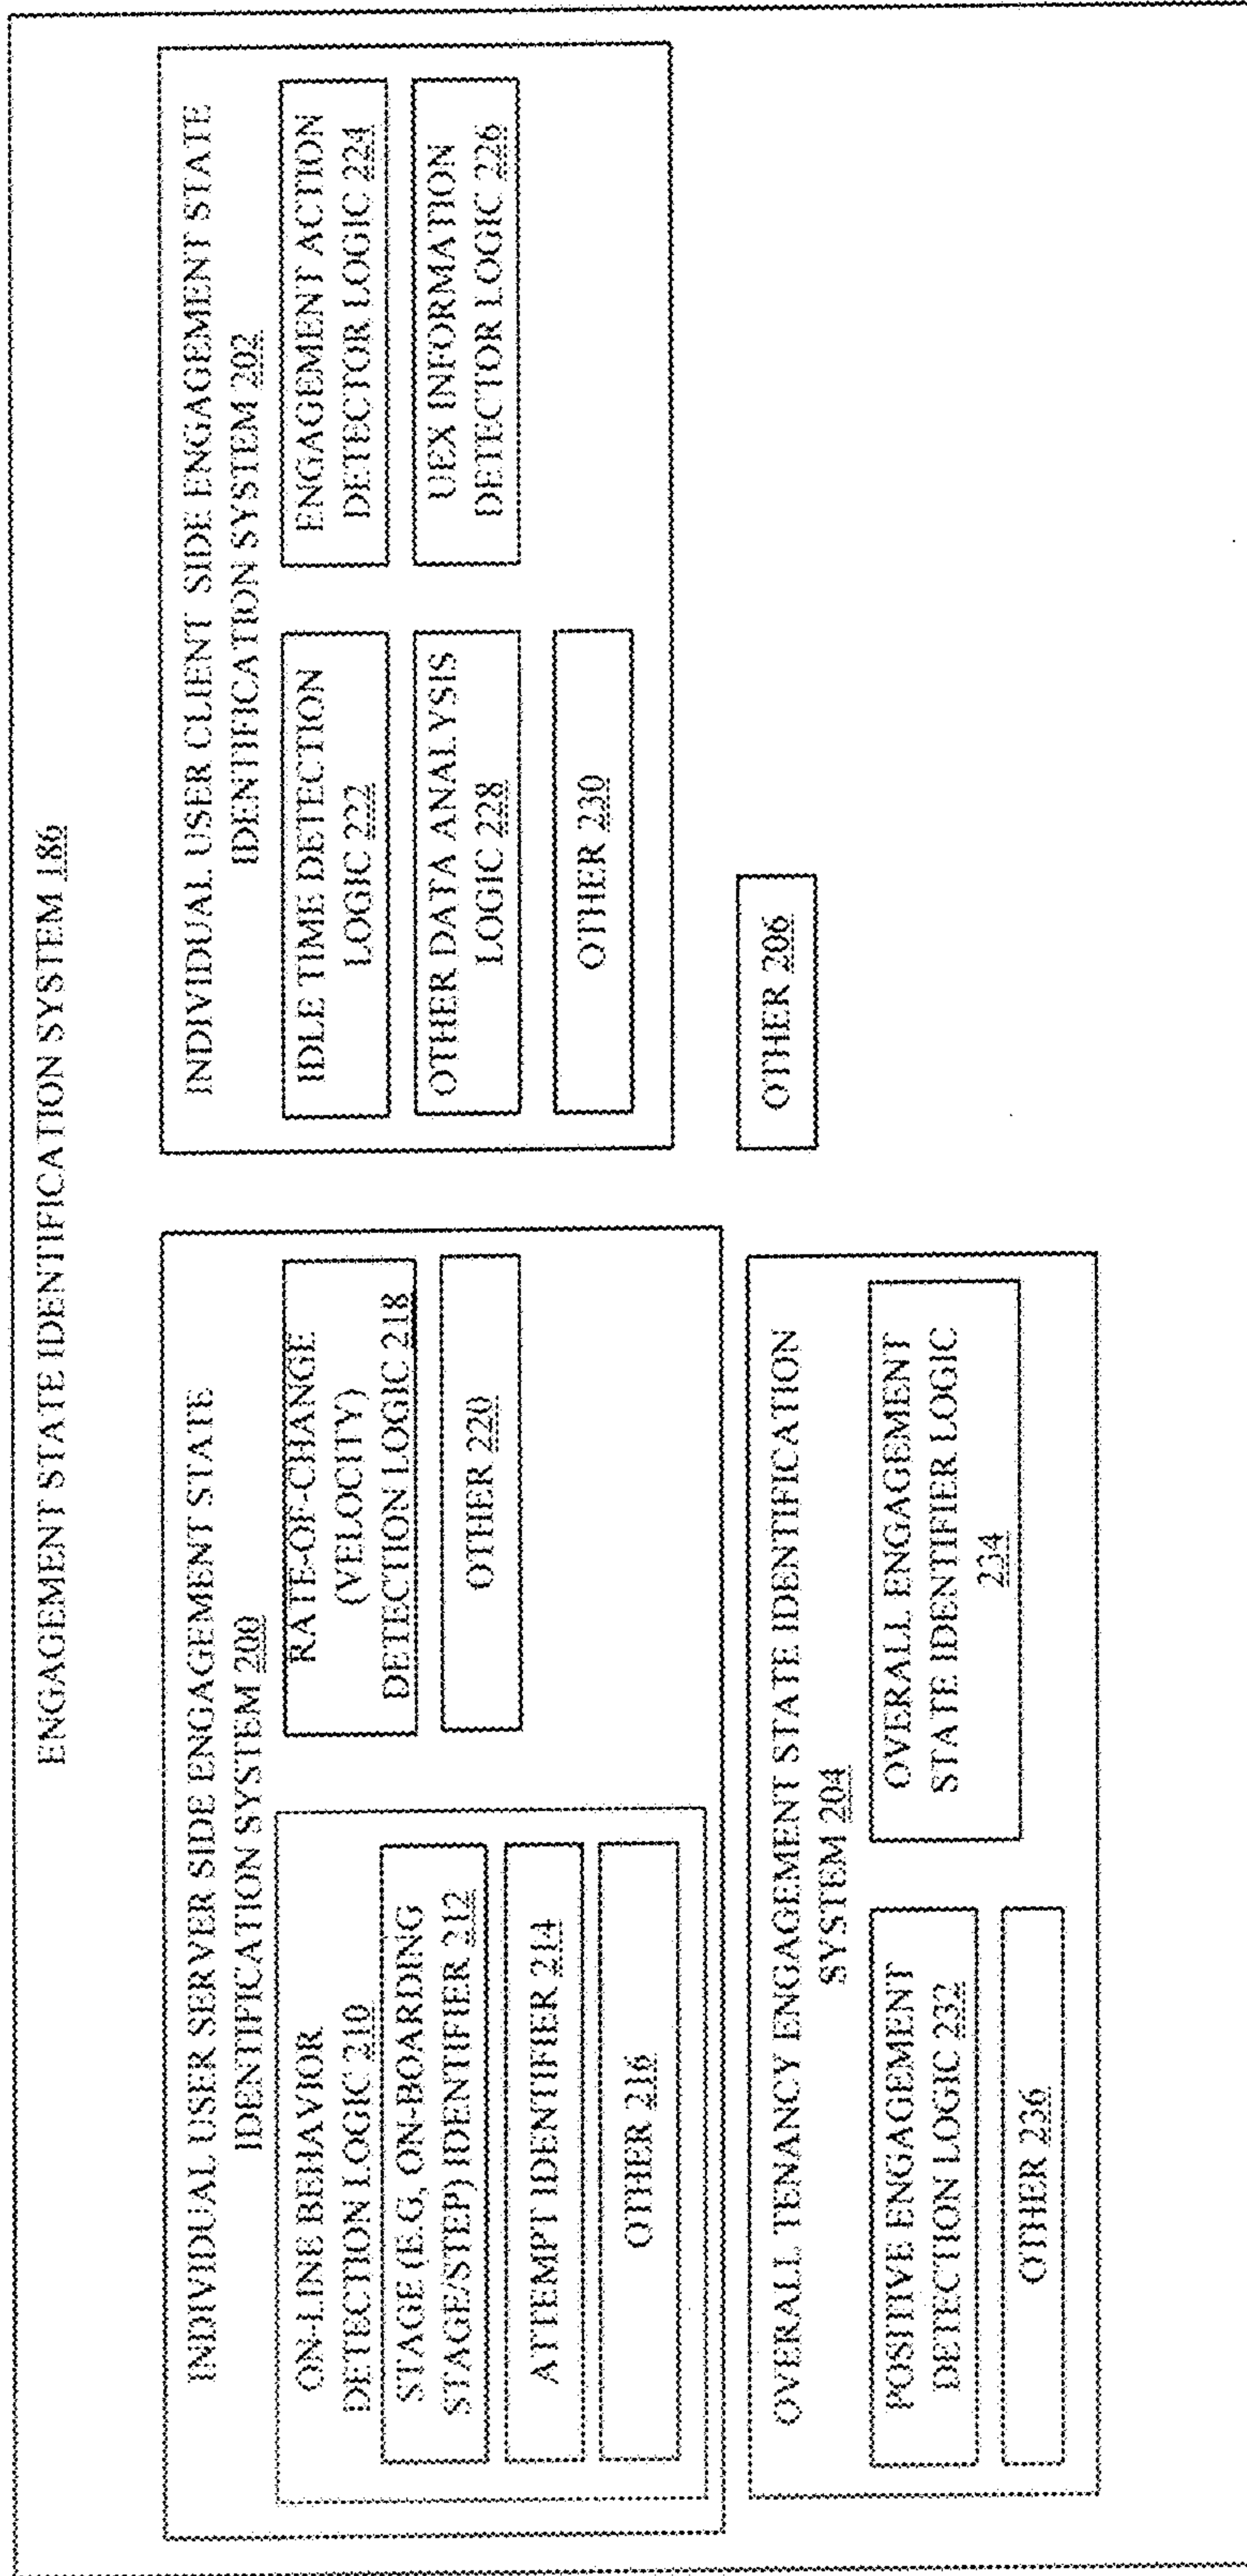 ENGAGEMENT STATE IDENTIFICATION SYSTEM 186
INDIVIDUAL USER SERVER SIDE ENGAGEMENT STATE
IDENTIFICATION SYSTEM 200
ON-LINE BEHAVIOR
DETECTION LOGIC 210
STAGE (E.G, ON-BOARDING
STAGE/STEP) IDENTIFIER 212
ATTEMPT IDENTIFIER 214
OTHER 216
RATE-OF-CHANGE
(VELOCITY)
DETECTION LOGIC 218
OTHER 220
INDIVIDUAL USER CLIENT SIDE ENGAGEMENT STATE
IDENTIFICATION SYSTEM 202
IDLE TIME DETECTION
LOGIC 222
ENGAGEMENT ACTION
DETECTOR LOGIC 224
OTHER DATA ANALYSIS
LOGIC 228
UEX INFORMATION
DETECTOR LOGIC 226
OTHER 230
OVERALL TENANCY ENGAGEMENT STATE IDENTIFICATION
SYSTEM 204
POSITIVE ENGAGEMENT
DETECTION LOGIC 232
OVERALL ENGAGEMENT
STATE IDENTIFIER LOGIC
234
OTHER 236
OTHER 206